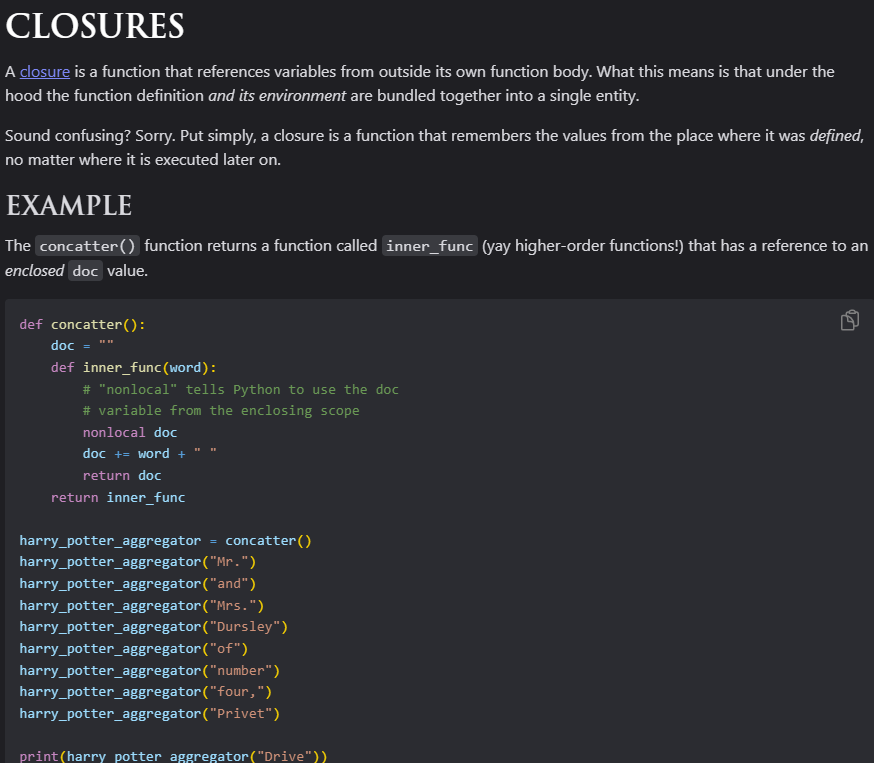 CLOSURES
A closure is a function that references variables from outside its own function body. What this means is that under the
hood the function definition and its environment are bundled together into a single entity.
Sound confusing? Sorry. Put simply, a closure is a function that remembers the values from the place where it was defined,
no matter where it is executed later on.
EXAMPLE
The concatter() function returns a function called inner_func (yay higher-order functions!) that has a reference to an
enclosed doc value.
def concatter():
    doc = ""
    def inner_func(word):
        # "nonlocal" tells Python to use the doc
        # variable from the enclosing scope
        nonlocal doc
        doc += word + " "
        return doc
    return inner_func

harry_potter_aggregator = concatter()
harry_potter_aggregator("Mr.")
harry_potter_aggregator("and")
harry_potter_aggregator("Mrs.")
harry_potter_aggregator("Dursley")
harry_potter_aggregator("of")
harry_potter_aggregator("number")
harry_potter_aggregator("four,")
harry_potter_aggregator("Privet")

print(harry_potter_aggregator("Drive"))